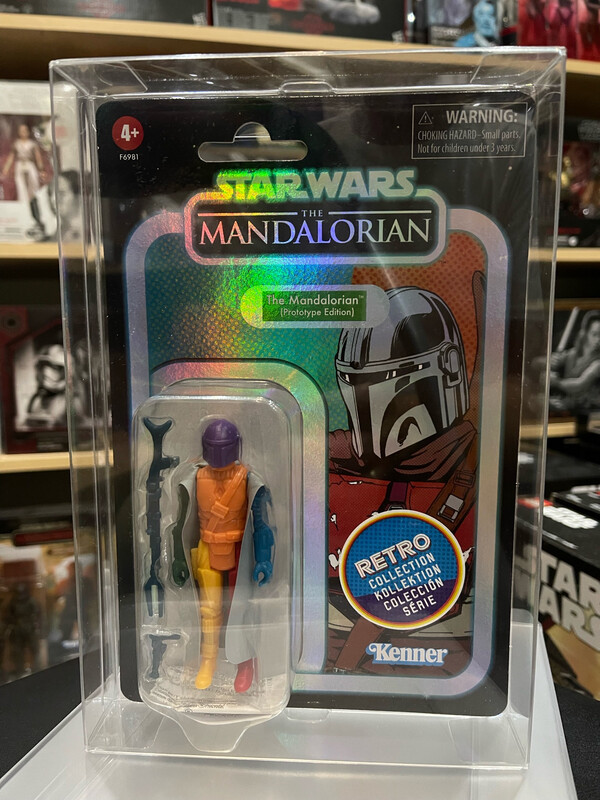 4+
F6981
WARNING:
CHOKING HAZARD–Small parts.
Not for children under 3 years.
STAR WARS
THE
MANDALORIAN
The Mandalorian™
(Prototype Edition)
RETRO
COLLECTION
KOLLEKTION
COLECCIÓN
SÉRIE
Kenner
STAR
WARS